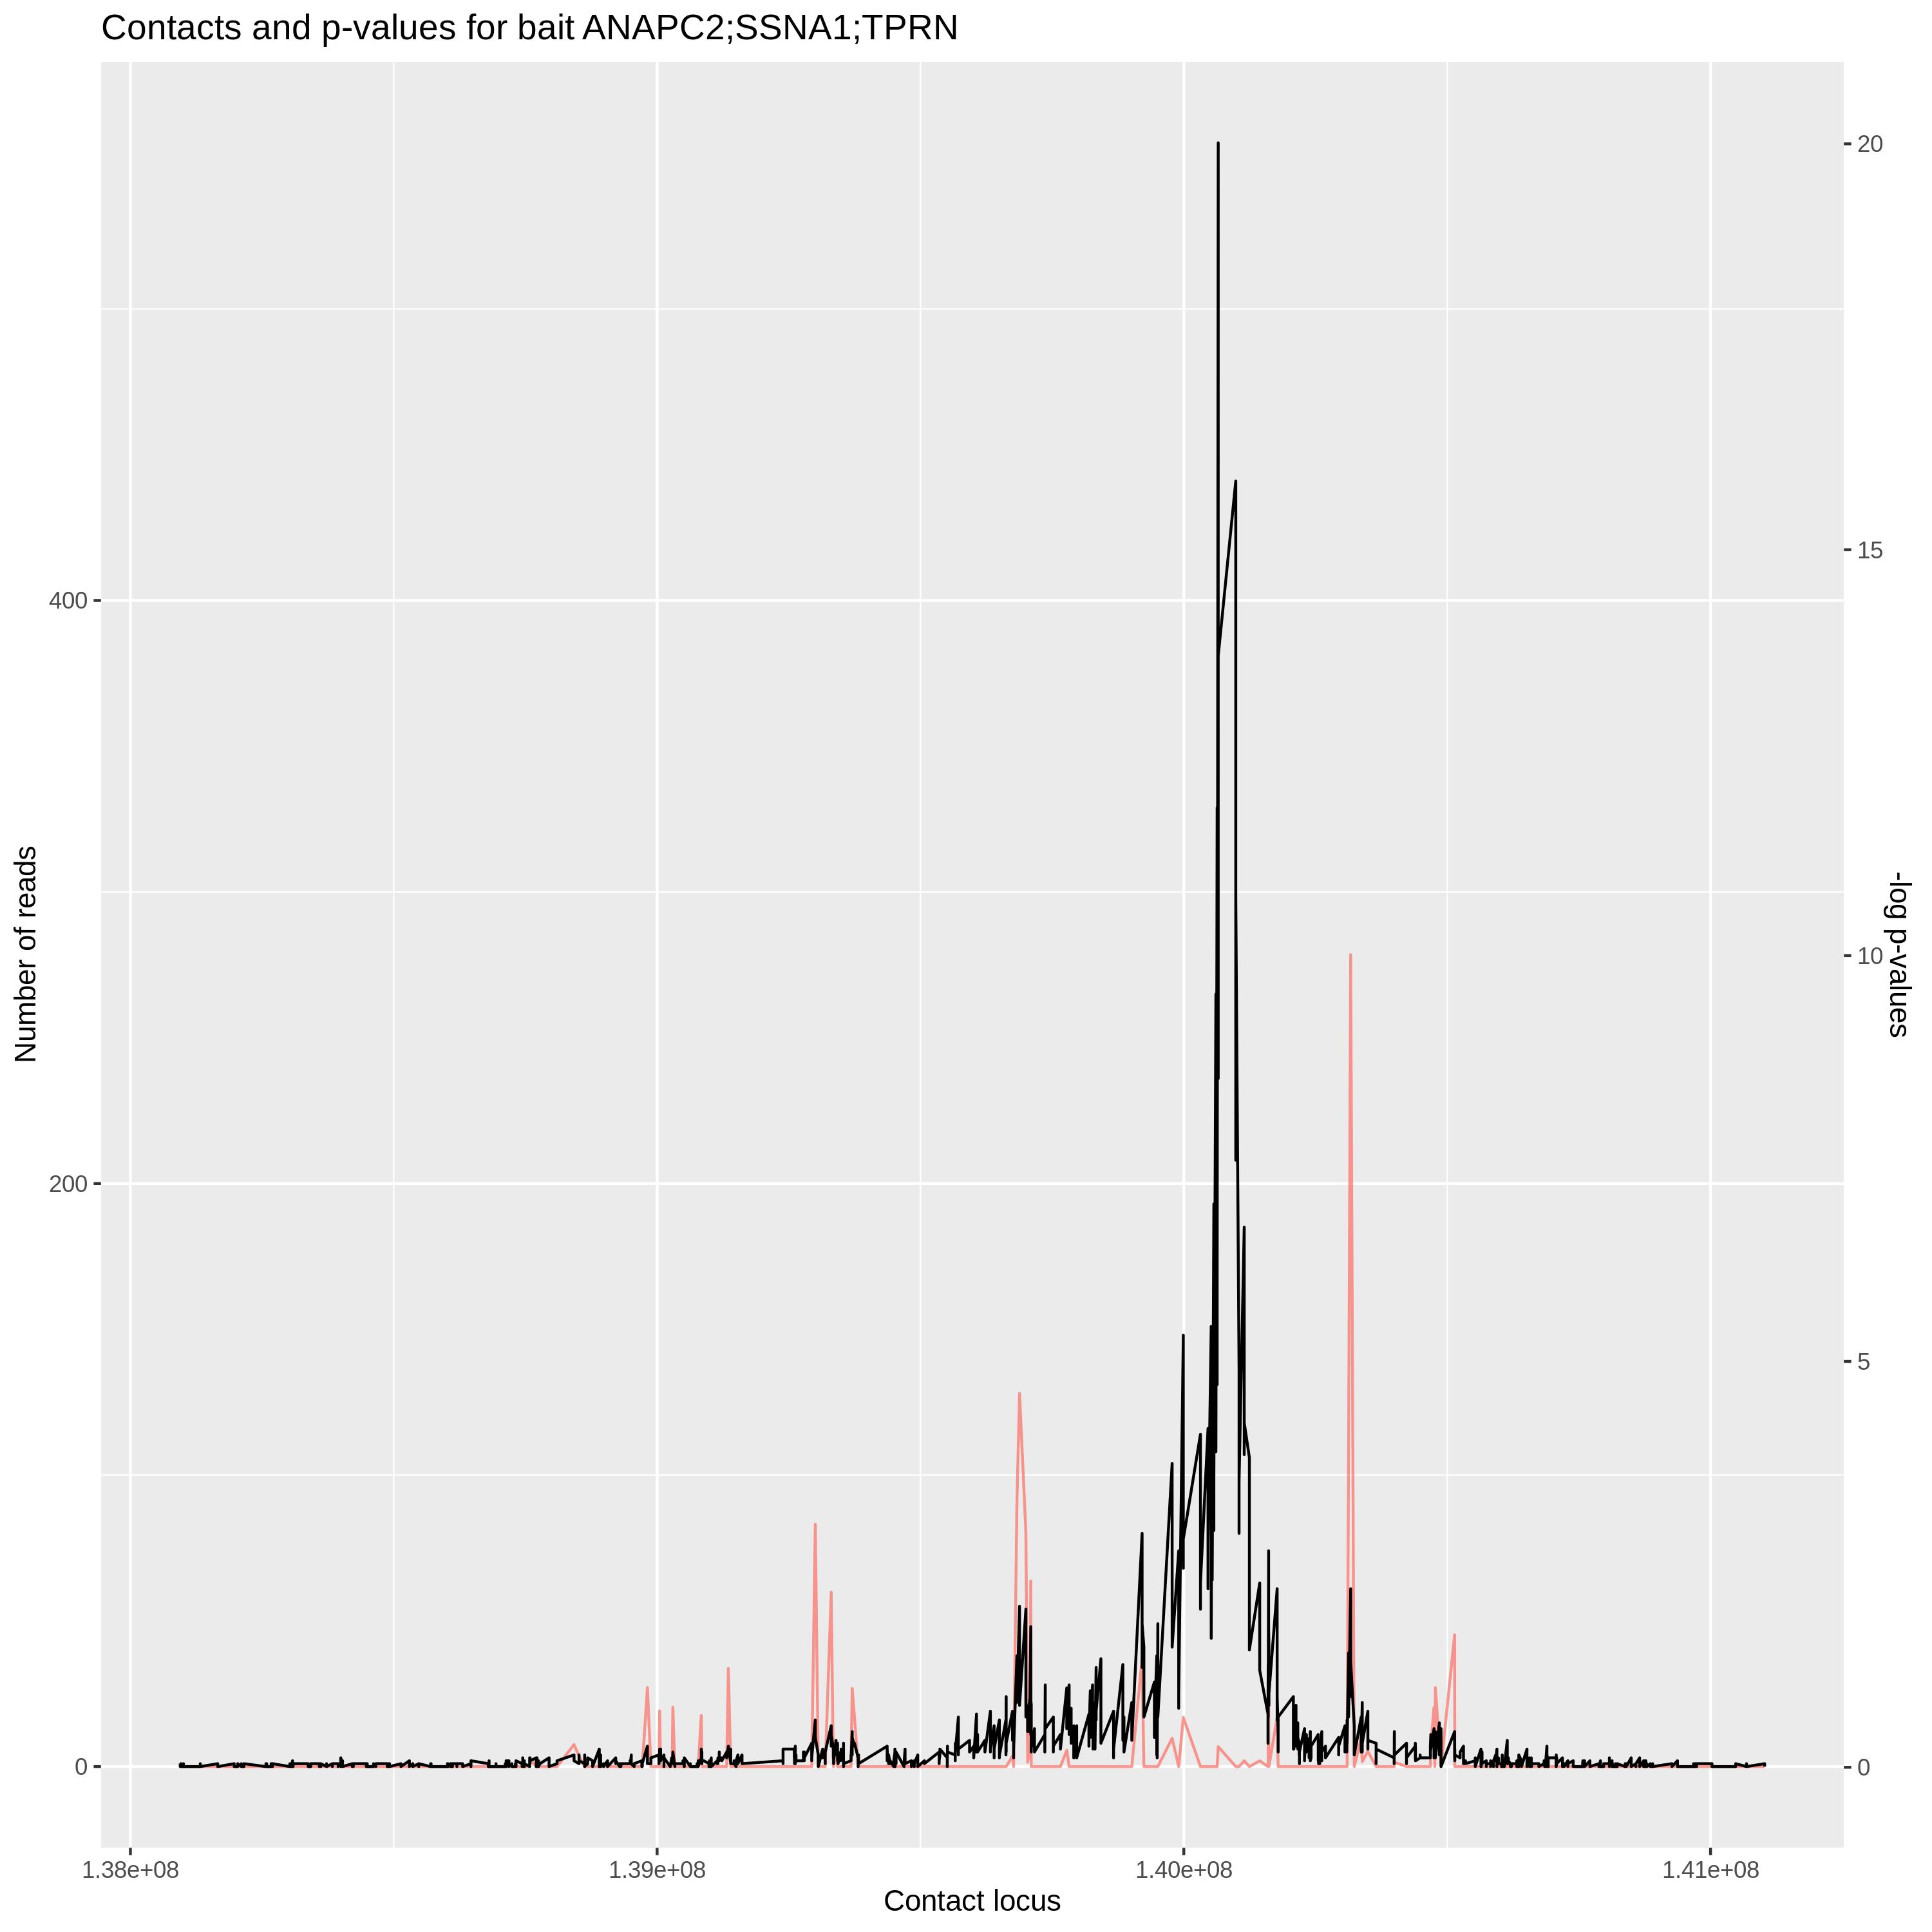 Contacts and p-values for bait ANAPC2;SSNA1;TPRN
Number of reads
400
200
0
20
15
10
5
0
-log p-values
1.38e+08
1.39e+08
1.40e+08
1.41e+08
Contact locus